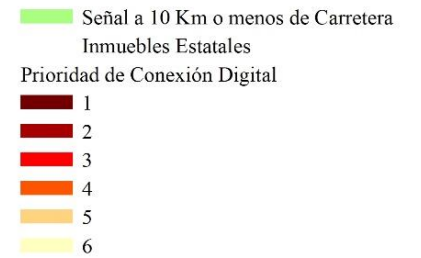 Señal a 10 Km o menos de Carretera
Inmuebles Estatales
Prioridad de Conexión Digital
1
2
3
4
5
6